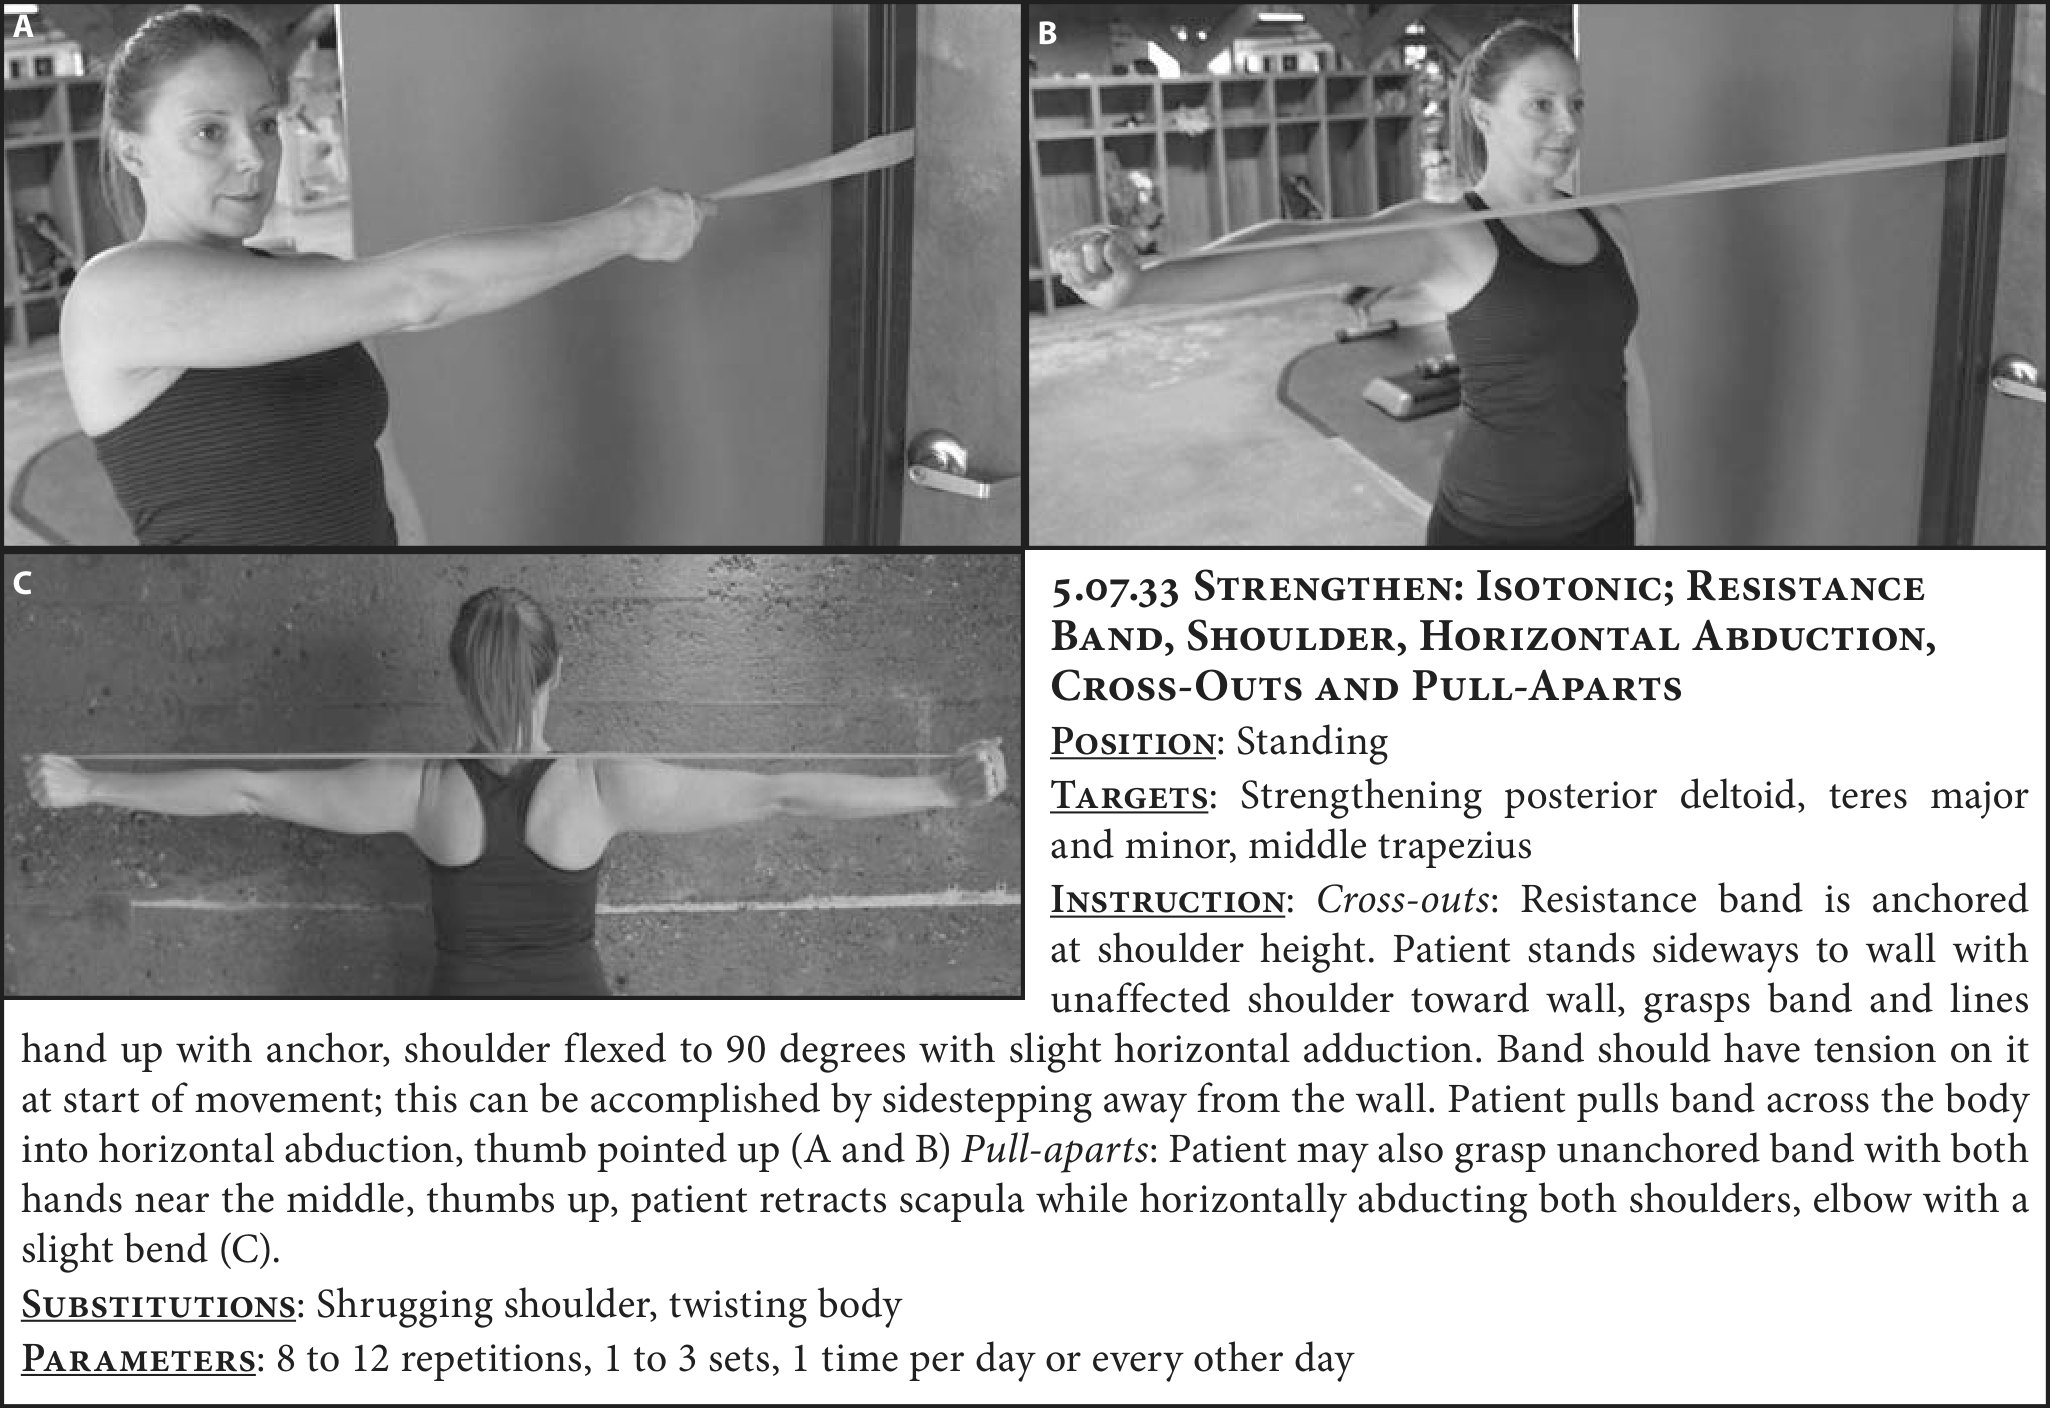 A
B
C
5.07.33 Strengthen: Isotonic; Resistance
Band, Shoulder, Horizontal Abduction,
Cross-Outs and Pull-Aparts
Position: Standing
Targets: Strengthening posterior deltoid, teres major
and minor, middle trapezius
Instruction: Cross-outs: Resistance band is anchored
at shoulder height. Patient stands sideways to wall with
unaffected shoulder toward wall, grasps band and lines
hand up with anchor, shoulder flexed to 90 degrees with slight horizontal adduction. Band should have tension on it
at start of movement; this can be accomplished by sidestepping away from the wall. Patient pulls band across the body
into horizontal abduction, thumb pointed up (A and B) Pull-aparts: Patient may also grasp unanchored band with both
hands near the middle, thumbs up, patient retracts scapula while horizontally abducting both shoulders, elbow with a
slight bend (C).
Substitutions: Shrugging shoulder, twisting body
Parameters: 8 to 12 repetitions, 1 to 3 sets, 1 time per day or every other day